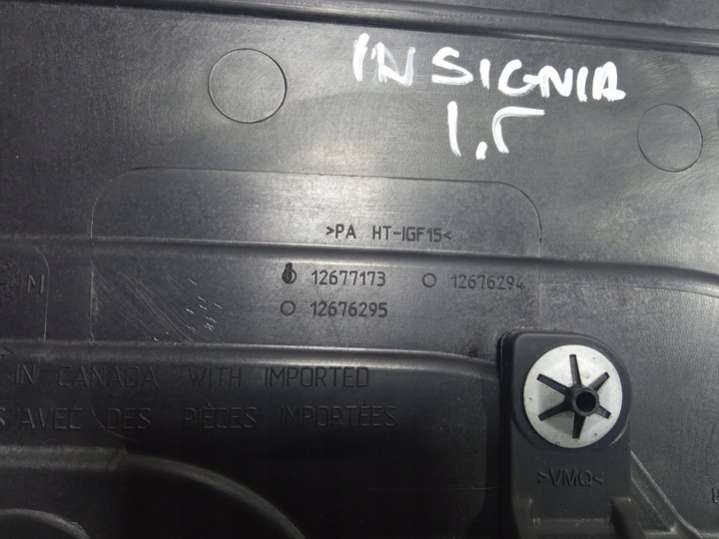 INSIGNIA
1.5
>PA HT-IGF15<
12677173 12676294
12676295
M
IN CANADA WITH IMPORTED
AVEC DES PIÈCES IMPORTÉES
>VMQ<